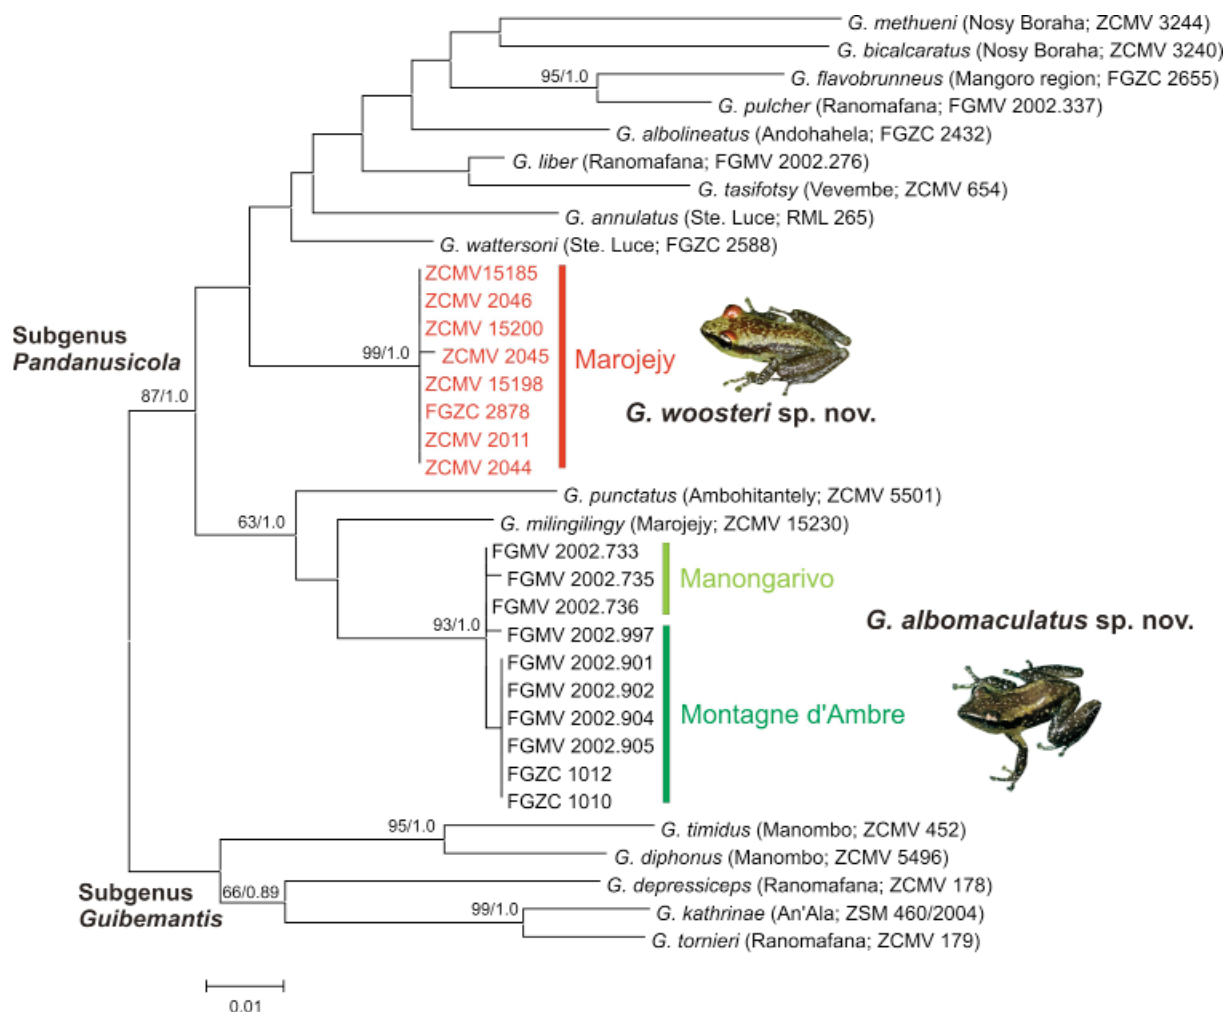 G. methueni (Nosy Boraha; ZCMV 3244)
G. bicalcaratus (Nosy Boraha; ZCMV 3240)
95/1.0
G. flavobrunneus (Mangoro region; FGZC 2655)
G. pulcher (Ranomafana; FGMV 2002.337)
G. albolineatus (Andohahela; FGZC 2432)
G. liber (Ranomafana; FGMV 2002.276)
G. tasifotsy (Vevembe; ZCMV 654)
G. annulatus (Ste. Luce; RML 265)
G. wattersoni (Ste. Luce; FGZC 2588)
ZCMV15185
ZCMV 2046
ZCMV 15200
ZCMV 2045
ZCMV 15198
FGZC 2878
ZCMV 2011
ZCMV 2044
99/1.0
Marojejy
G. woosteri sp. nov.
Subgenus
Pandanusicola
87/1.0
G. punctatus (Ambohitantely; ZCMV 5501)
63/1.0
G. milingilingy (Marojejy; ZCMV 15230)
FGMV 2002.733
FGMV 2002.735
FGMV 2002.736
Manongarivo
93/1.0
FGMV 2002.997
FGMV 2002.901
FGMV 2002.902
FGMV 2002.904
FGMV 2002.905
FGZC 1012
FGZC 1010
Montagne d'Ambre
G. albomaculatus sp. nov.
95/1.0
G. timidus (Manombo; ZCMV 452)
G. diphonus (Manombo; ZCMV 5496)
Subgenus
Guibemantis
66/0.89
G. depressiceps (Ranomafana; ZCMV 178)
99/1.0
G. kathrinae (An'Ala; ZSM 460/2004)
G. tornieri (Ranomafana; ZCMV 179)
0.01